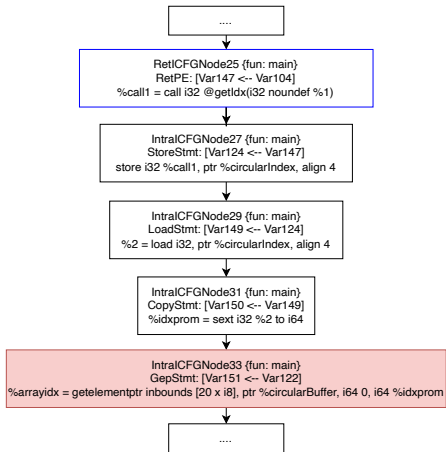 ....
RetICFGNode25 {fun: main}
RetPE: [Var147 <-- Var104]
%call1 = call i32 @getIdx(i32 noundef %1)
IntraICFGNode27 {fun: main}
StoreStmt: [Var124 <-- Var147]
store i32 %call1, ptr %circularIndex, align 4
IntraICFGNode29 {fun: main}
LoadStmt: [Var149 <-- Var124]
%2 = load i32, ptr %circularIndex, align 4
IntraICFGNode31 {fun: main}
CopyStmt: [Var150 <-- Var149]
%idxprom = sext i32 %2 to i64
IntraICFGNode33 {fun: main}
GepStmt: [Var151 <-- Var122]
%arrayidx = getelementptr inbounds [20 x i8], ptr %circularBuffer, i64 0, i64 %idxprom
....